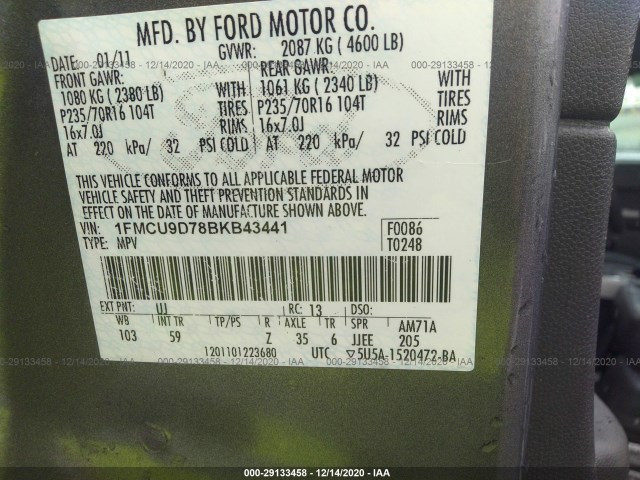 MFD. BY FORD MOTOR CO.
DATE: 01/11 GVWR: 2087 KG ( 4600 LB)
000-29133458 - 12/14/2020 - IAA
FRONT GAWR: REAR GAWR:
1080 KG ( 2380 LB) WITH 1061 KG ( 2340 LB) WITH
P235/70R16 104T TIRES P235/70R16 104T TIRES
16x7.0J RIMS 16x7.0J RIMS
AT 220 kPa/ 32 PSI COLD AT 220 kPa/ 32 PSI COLD
THIS VEHICLE CONFORMS TO ALL APPLICABLE FEDERAL MOTOR
VEHICLE SAFETY AND THEFT PREVENTION STANDARDS IN
EFFECT ON THE DATE OF MANUFACTURE SHOWN ABOVE.
VIN: 1FMCU9D78BKB43441 F0086
TYPE: MPV T0248
EXT PNT: UJ RC: 13 DSO:
WB INT TR TP/PS R AXLE TR SPR AM71A
103 59 Z 35 6 JJEE 205
1201101223680 UTC ▽5U5A-1520472-BA
000-29133458 - 12/14/2020 - IAA
000-29133458 - 12/14/2020 - IAA